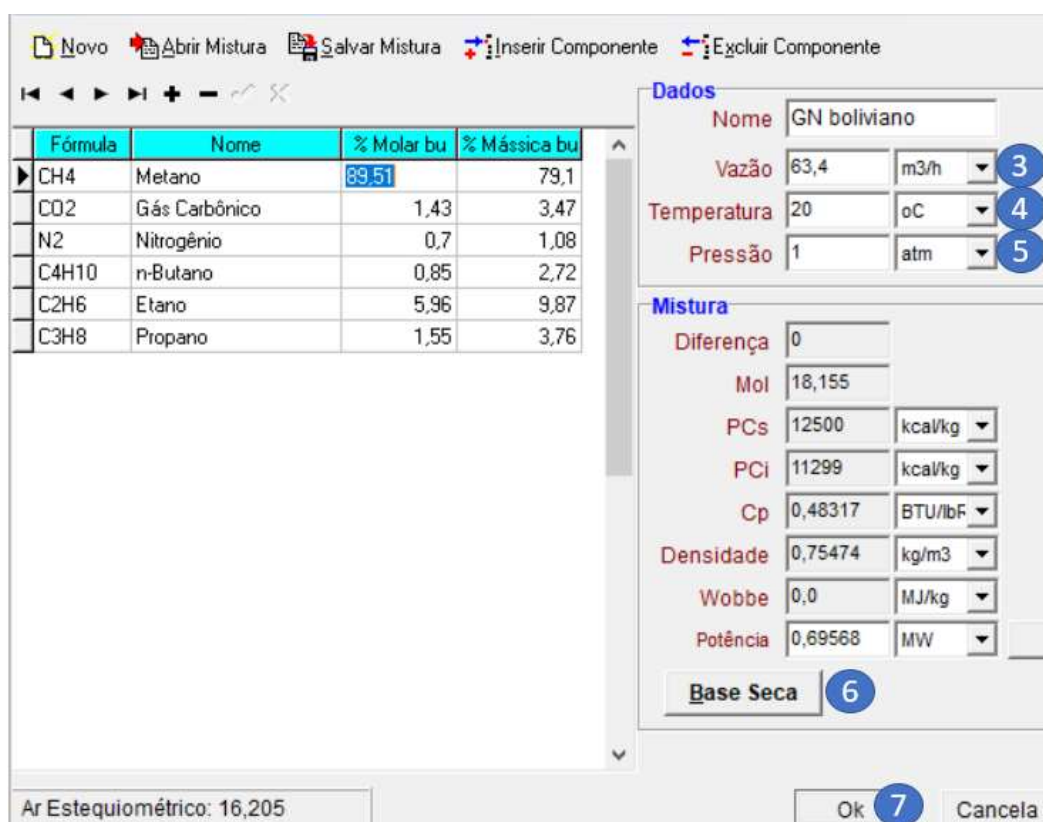 Novo Abrir Mistura Salvar Mistura Inserir Componente Excluir Componente
Fórmula Nome % Molar bu % Mássica bu
CH4 Metano 89,51 79,1
CO2 Gás Carbônico 1,43 3,47
N2 Nitrogênio 0,7 1,08
C4H10 n-Butano 0,85 2,72
C2H6 Etano 5,96 9,87
C3H8 Propano 1,55 3,76
Dados
Nome GN boliviano
Vazão 63,4 m3/h 3
Temperatura 20 oC 4
Pressão 1 atm 5
Mistura
Diferença 0
Mol 18,155
PCs 12500 kcal/kg
PCi 11299 kcal/kg
Cp 0,48317 BTU/lbF
Densidade 0,75474 kg/m3
Wobbe 0,0 MJ/kg
Potência 0,69568 MW
Base Seca 6
Ar Estequiométrico: 16,205
Ok 7 Cancela